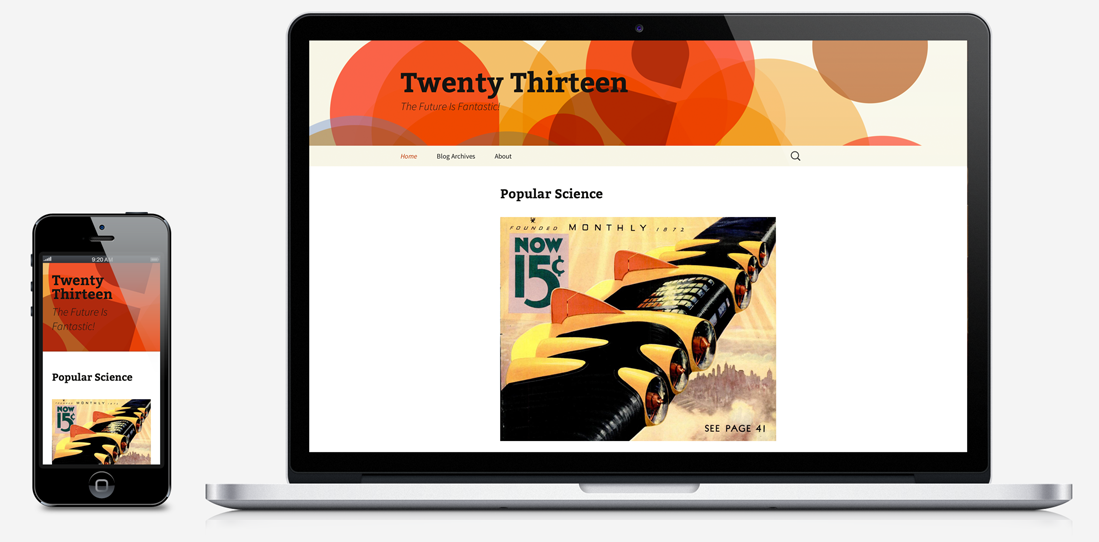 9:20 AM
Twenty
Thirteen
The Future Is
Fantastic!
Popular Science
MONTHLY
NOW
15¢
Twenty Thirteen
The Future Is Fantastic!
Home Blog Archives About
Popular Science
FOUNDED MONTHLY 1872
NOW
15¢
SEE PAGE 41